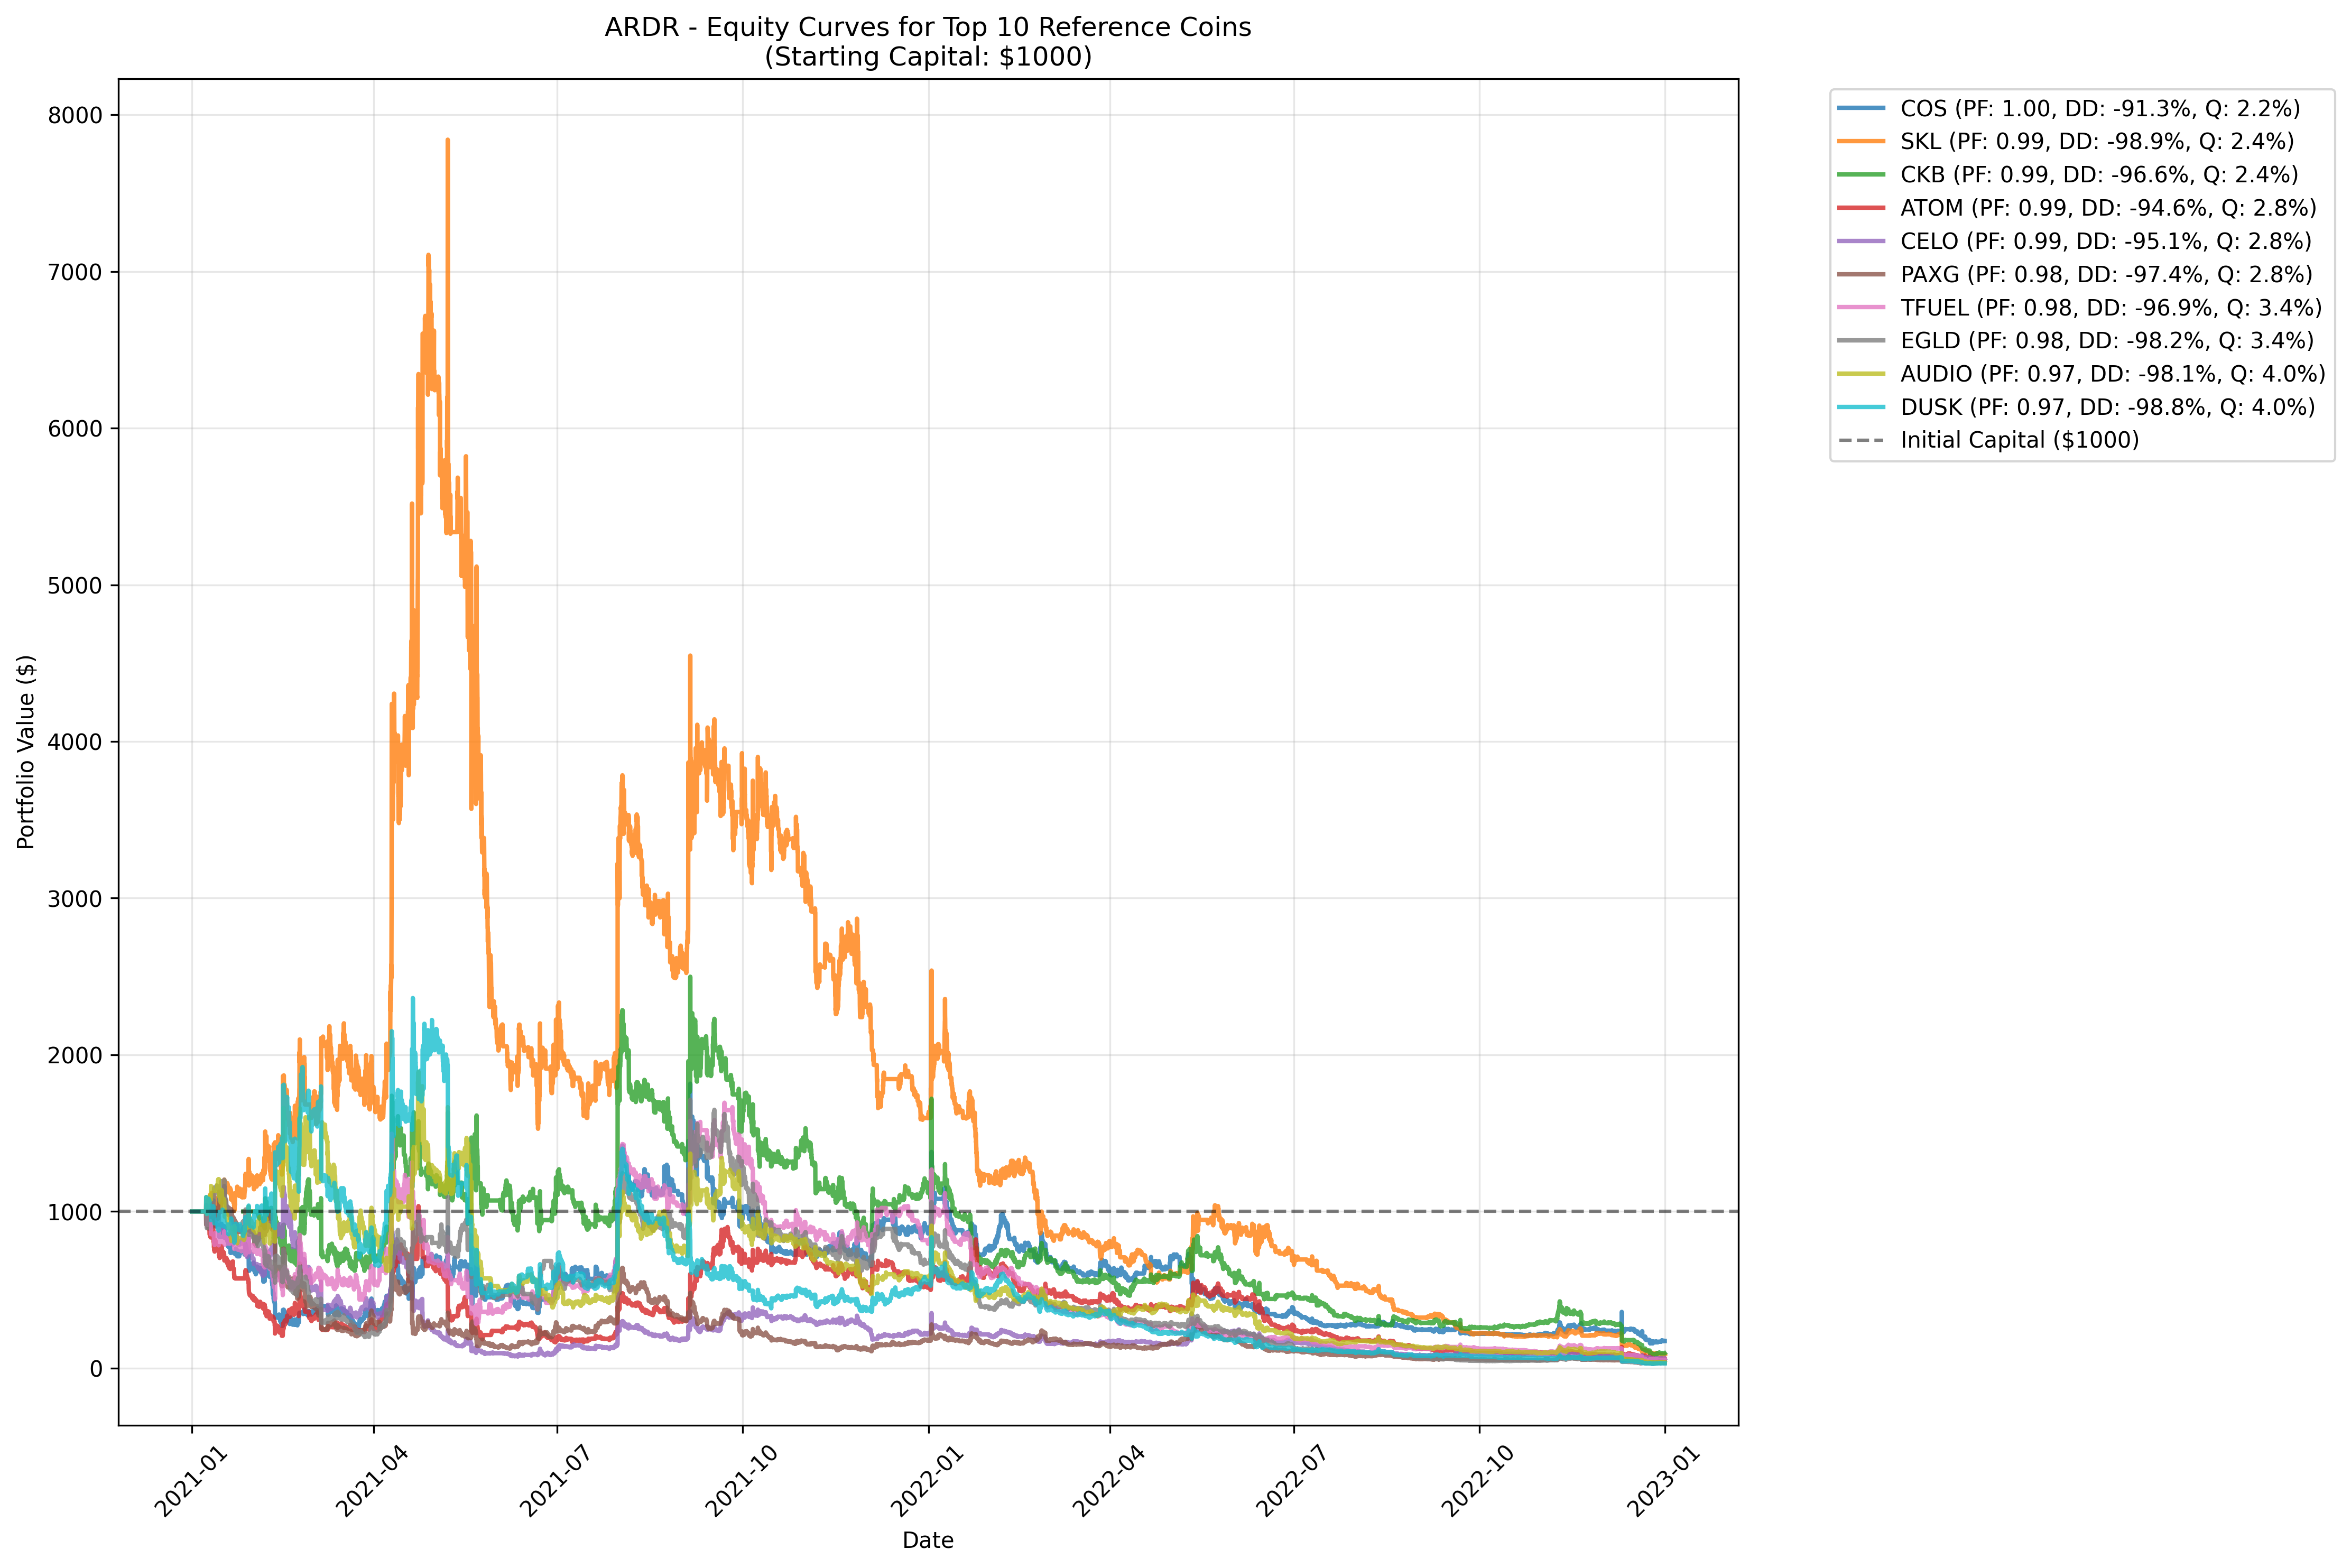 ARDR - Equity Curves for Top 10 Reference Coins
(Starting Capital: $1000)
Portfolio Value ($)
8000
7000
6000
5000
4000
3000
2000
1000
0
2021-01
2021-04
2021-07
2021-10
2022-01
2022-04
2022-07
2022-10
2023-01
Date
COS (PF: 1.00, DD: -91.3%, Q: 2.2%)
SKL (PF: 0.99, DD: -98.9%, Q: 2.4%)
CKB (PF: 0.99, DD: -96.6%, Q: 2.4%)
ATOM (PF: 0.99, DD: -94.6%, Q: 2.8%)
CELO (PF: 0.99, DD: -95.1%, Q: 2.8%)
PAXG (PF: 0.98, DD: -97.4%, Q: 2.8%)
TFUEL (PF: 0.98, DD: -96.9%, Q: 3.4%)
EGLD (PF: 0.98, DD: -98.2%, Q: 3.4%)
AUDIO (PF: 0.97, DD: -98.1%, Q: 4.0%)
DUSK (PF: 0.97, DD: -98.8%, Q: 4.0%)
Initial Capital ($1000)